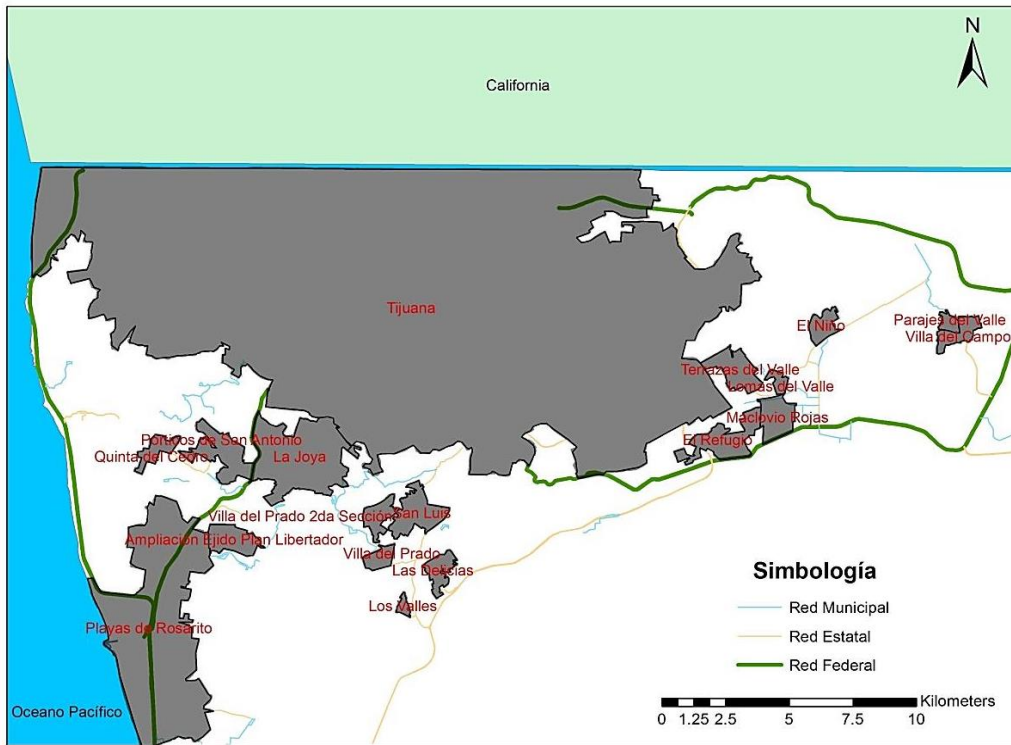 N
California
Tijuana
El Niño
Parajes del Valle
Villa del Campo
Terrazas del Valle
Lomas del Valle
Maclovio Rojas
El Refugio
Pórticos de San Antonio
Quinta del Cedro
La Joya
Villa del Prado 2da Sección
San Luis
Ampliación Ejido Plan Libertador
Villa del Prado
Las Delicias
Los Valles
Playas de Rosarito
Oceano Pacífico
Simbología
Red Municipal
Red Estatal
Red Federal
Kilometers
0 1.25 2.5 5 7.5 10